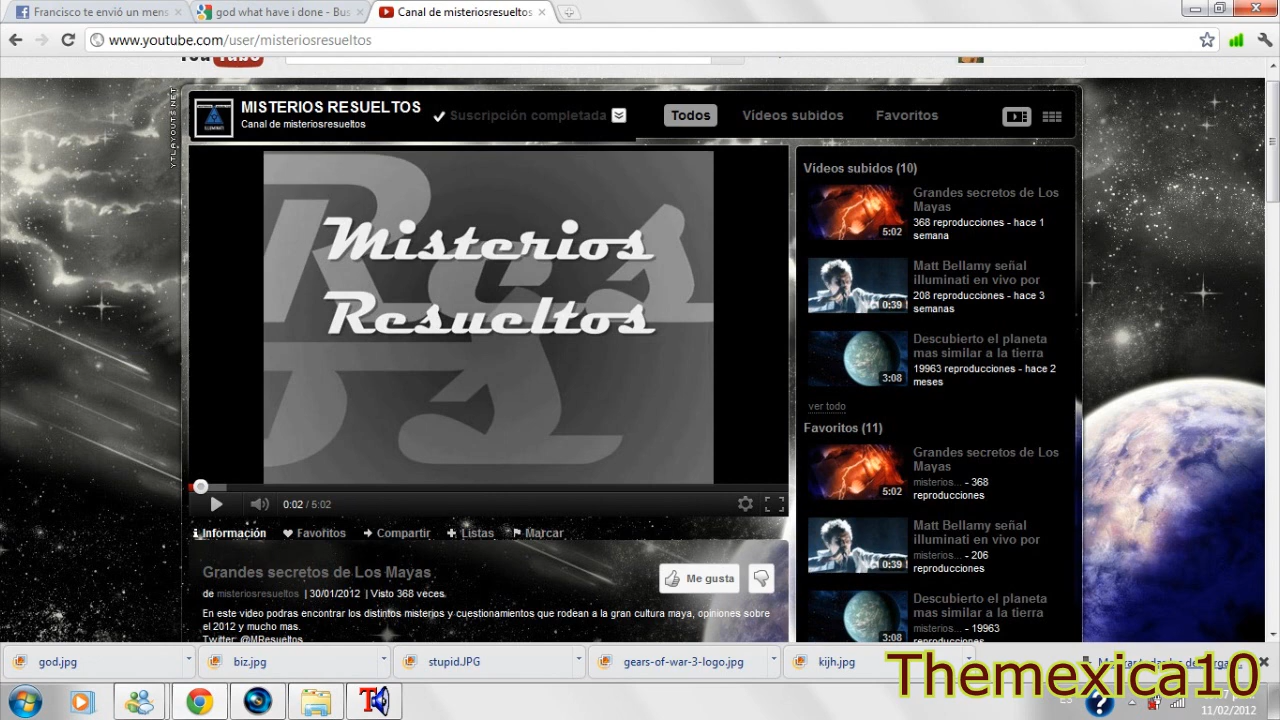 Francisco te envió un mens
god what have i done - Bus
Canal de misteriosresueltos
www.youtube.com/user/misteriosresueltos
YTLAYOUTS.NET
ILLUMINATI
MISTERIOS RESUELTOS
Canal de misteriosresueltos
Suscripción completada
Todos
Vídeos subidos
Favoritos
Misterios
Resueltos
0:02 / 5:02
Información
Favoritos
Compartir
Listas
Marcar
Grandes secretos de Los Mayas
Me gusta
de misteriosresueltos | 30/01/2012 | Visto 368 veces.
En este video podras encontrar los distintos misterios y cuestionamientos que rodean a la gran cultura maya, opiniones sobre
el 2012 y mucho mas.
Twitter: @MResueltos
Vídeos subidos (10)
Grandes secretos de Los
Mayas
368 reproducciones - hace 1
semana
5:02
Matt Bellamy señal
illuminati en vivo por
208 reproducciones - hace 3
semanas
0:39
Descubierto el planeta
mas similar a la tierra
19963 reproducciones - hace 2
meses
3:08
ver todo
Favoritos (11)
Grandes secretos de Los
Mayas
misterios... - 368
reproducciones
5:02
Matt Bellamy señal
illuminati en vivo por
misterios... - 206
reproducciones
0:39
Descubierto el planeta
mas similar a la tierra
misterios... - 19963
reproducciones
3:08
god.jpg
biz.jpg
stupid.JPG
gears-of-war-3-logo.jpg
kijh.jpg
Themexica10
ES
11/02/2012